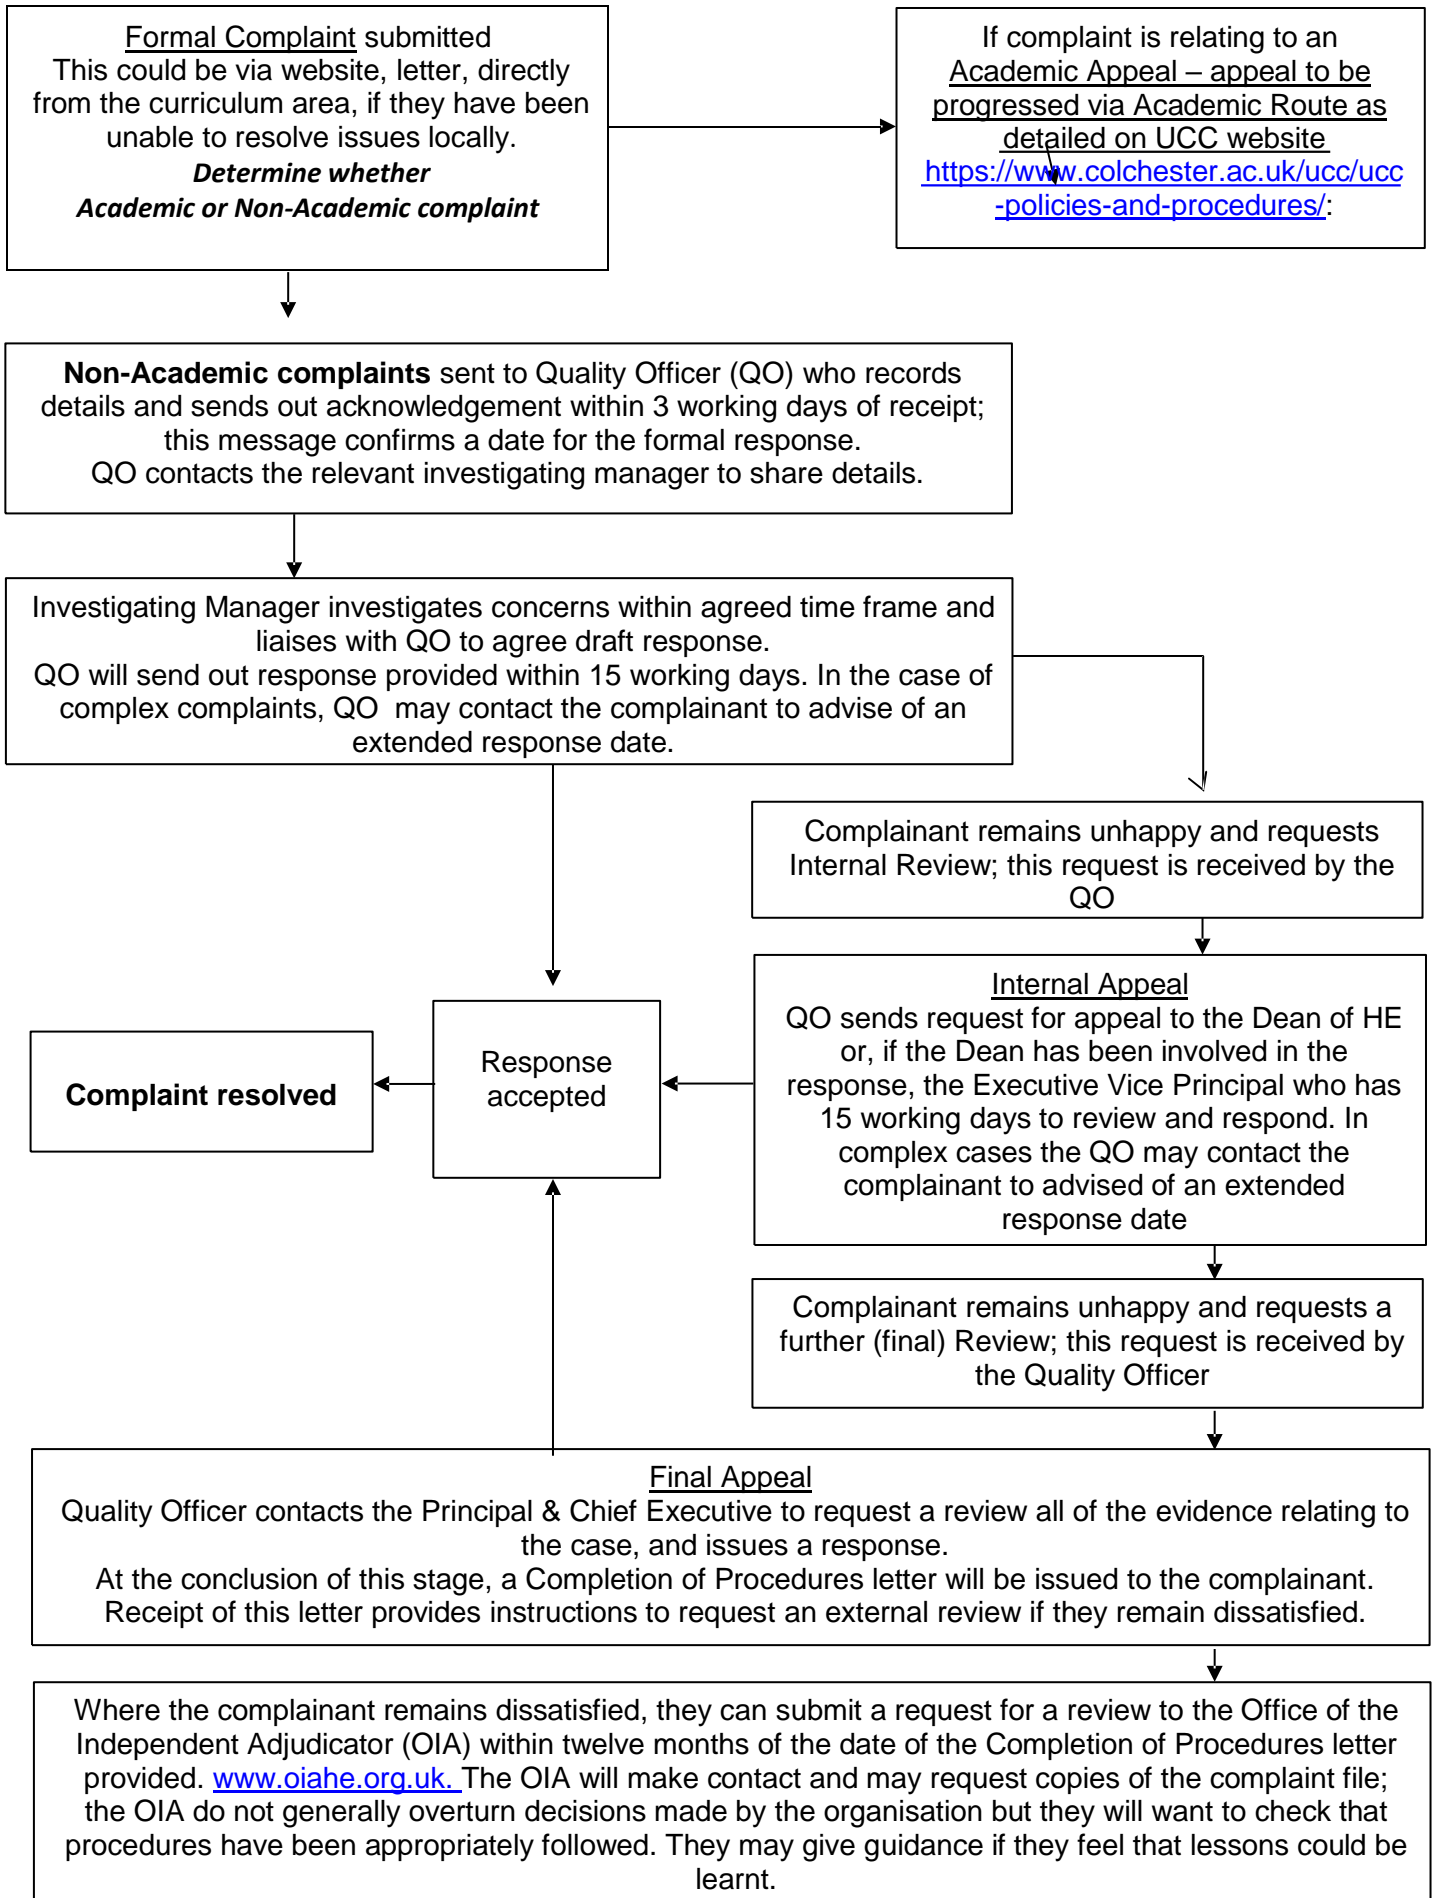 Formal Complaint submitted
This could be via website, letter, directly
from the curriculum area, if they have been
unable to resolve issues locally.
Determine whether
Academic or Non-Academic complaint
If complaint is relating to an
Academic Appeal – appeal to be
progressed via Academic Route as
detailed on UCC website
https://www.colchester.ac.uk/ucc/ucc
-policies-and-procedures/:
Non-Academic complaints sent to Quality Officer (QO) who records
details and sends out acknowledgement within 3 working days of receipt;
this message confirms a date for the formal response.
QO contacts the relevant investigating manager to share details.
Investigating Manager investigates concerns within agreed time frame and
liaises with QO to agree draft response.
QO will send out response provided within 15 working days. In the case of
complex complaints, QO  may contact the complainant to advise of an
extended response date.
Complainant remains unhappy and requests
Internal Review; this request is received by the
QO
Internal Appeal
QO sends request for appeal to the Dean of HE
or, if the Dean has been involved in the
response, the Executive Vice Principal who has
15 working days to review and respond. In
complex cases the QO may contact the
complainant to advised of an extended
response date
Response
accepted
Complaint resolved
Complainant remains unhappy and requests a
further (final) Review; this request is received by
the Quality Officer
Final Appeal
Quality Officer contacts the Principal & Chief Executive to request a review all of the evidence relating to
the case, and issues a response.
At the conclusion of this stage, a Completion of Procedures letter will be issued to the complainant.
Receipt of this letter provides instructions to request an external review if they remain dissatisfied.
Where the complainant remains dissatisfied, they can submit a request for a review to the Office of the
Independent Adjudicator (OIA) within twelve months of the date of the Completion of Procedures letter
provided. www.oiahe.org.uk. The OIA will make contact and may request copies of the complaint file;
the OIA do not generally overturn decisions made by the organisation but they will want to check that
procedures have been appropriately followed. They may give guidance if they feel that lessons could be
learnt.